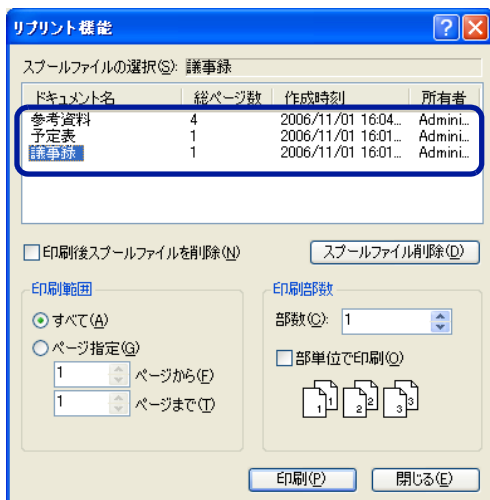 リプリント機能
スプールファイルの選択(S): 議事録
ドキュメント名 総ページ数 作成時刻 所有者
参考資料 4 2006/11/01 16:04... Admini...
予定表 1 2006/11/01 16:01... Admini...
議事録 1 2006/11/01 16:01... Admini...
印刷後スプールファイルを削除(N) スプールファイル削除(D)
印刷範囲
すべて(A)
ページ指定(G)
1 ページから(F)
1 ページまで(T)
印刷部数
部数(C): 1
部単位で印刷(O)
1 1 2 2 3 3
印刷(P) 閉じる(E)